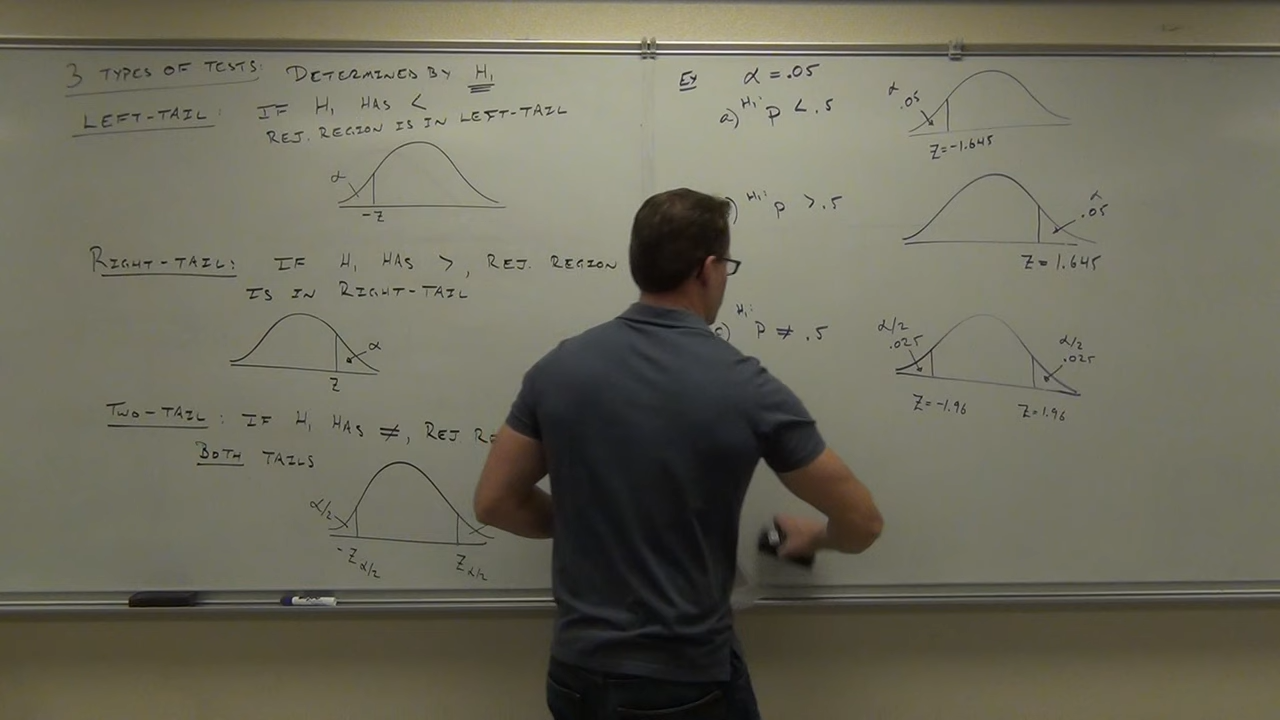 3 TYPES OF TESTS: DETERMINED BY H₁
LEFT-TAIL: IF H₁ HAS <
REJ. REGION IS IN LEFT-TAIL
α
-Z
RIGHT-TAIL: IF H₁ HAS >, REJ. REGION
IS IN RIGHT-TAIL
α
Z
TWO-TAIL: IF H₁ HAS ≠, REJ
BOTH TAILS
α/2
-Zα/2 Zα/2
Ex α = .05
a) H₁: p < .5
α .05
Z=-1.645
) H₁: p > .5
α
.05
Z=1.645
c) H₁: p ≠ .5
α/2
.025
α/2
.025
Z=-1.96 Z=1.96